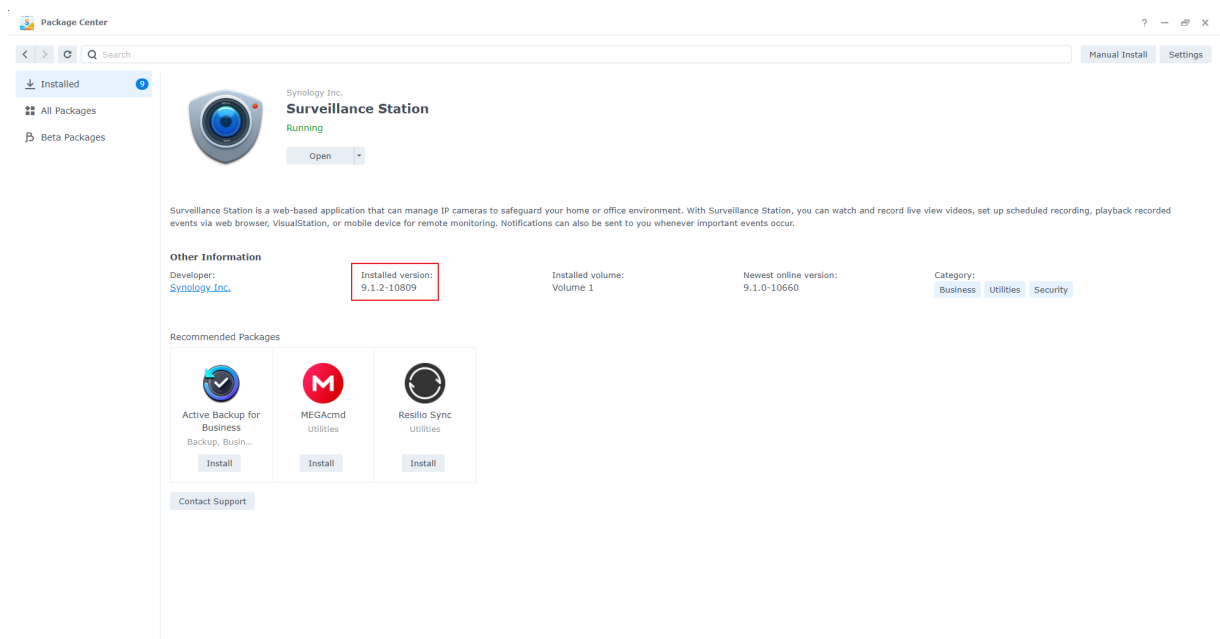 Package Center
?
Search
Manual Install
Settings
Installed
9
All Packages
Beta Packages
Synology Inc.
Surveillance Station
Running
Open
Surveillance Station is a web-based application that can manage IP cameras to safeguard your home or office environment. With Surveillance Station, you can watch and record live view videos, set up scheduled recording, playback recorded
events via web browser, VisualStation, or mobile device for remote monitoring. Notifications can also be sent to you whenever important events occur.
Other Information
Developer:
Synology Inc.
Installed version:
9.1.2-10809
Installed volume:
Volume 1
Newest online version:
9.1.0-10660
Category:
Business
Utilities
Security
Recommended Packages
Active Backup for
Business
Backup, Busin...
Install
MEGAcmd
Utilities
Install
Resilio Sync
Utilities
Install
Contact Support